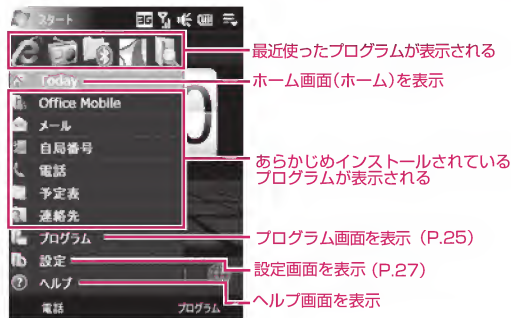 スタート
3G
最近使ったプログラムが表示される
Today
ホーム画面(ホーム)を表示
Office Mobile
メール
自局番号
電話
予定表
連絡先
あらかじめインストールされている
プログラムが表示される
プログラム
プログラム画面を表示 (P.25)
設定
設定画面を表示 (P.27)
ヘルプ
ヘルプ画面を表示
電話
プログラム